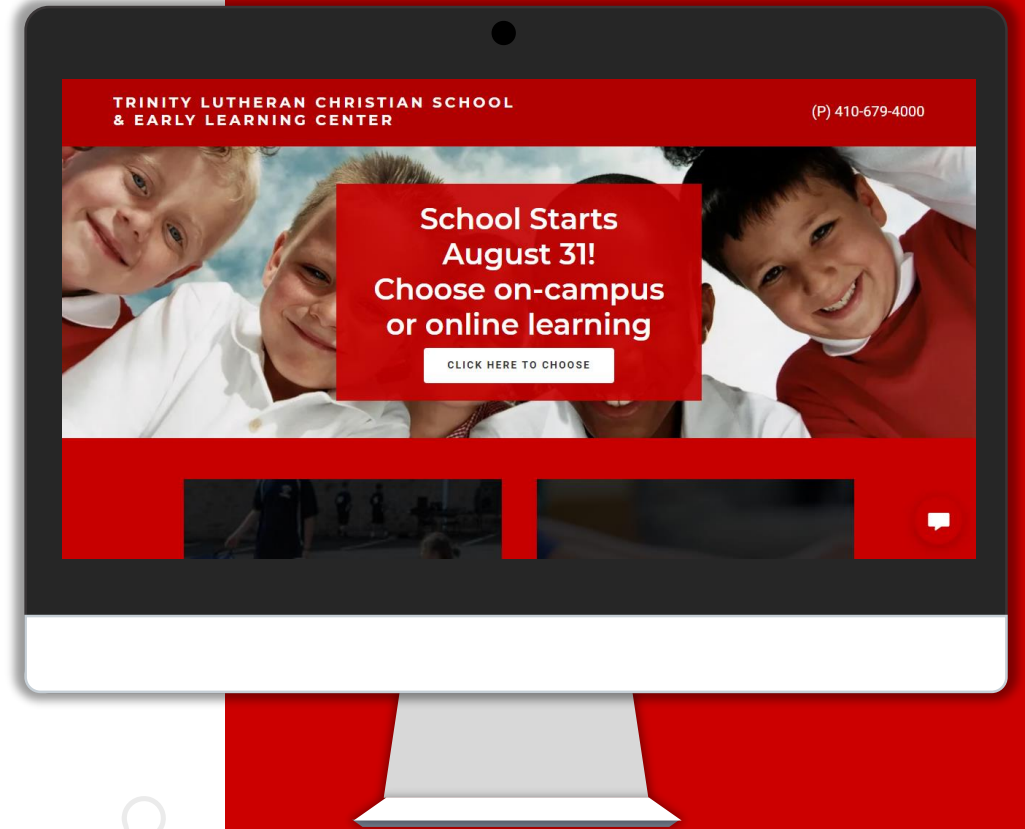 TRINITY LUTHERAN CHRISTIAN SCHOOL
& EARLY LEARNING CENTER
(P) 410-679-4000
School Starts
August 31!
Choose on-campus
or online learning
CLICK HERE TO CHOOSE